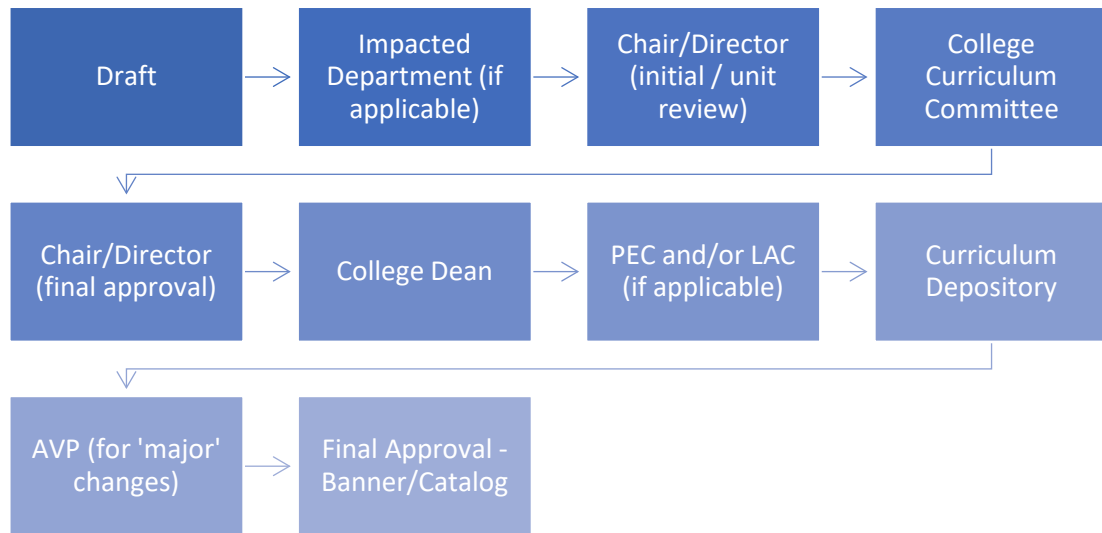 Draft
Impacted
Department (if
applicable)
Chair/Director
(initial / unit
review)
College
Curriculum
Committee
Chair/Director
(final approval)
College Dean
PEC and/or LAC
(if applicable)
Curriculum
Depository
AVP (for 'major'
changes)
Final Approval -
Banner/Catalog